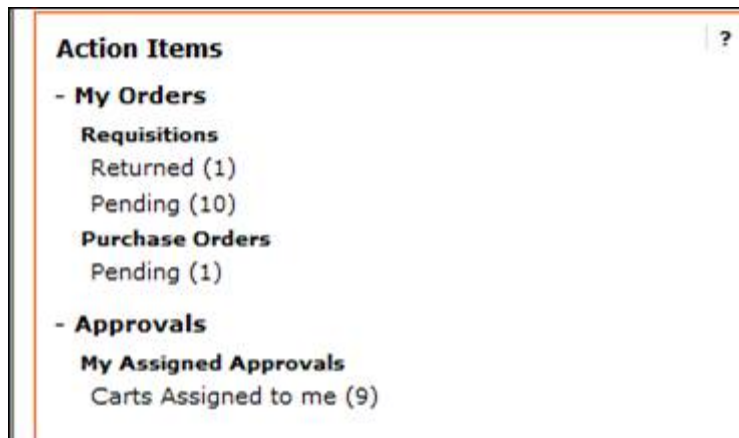 Action Items
?
- My Orders
Requisitions
Returned (1)
Pending (10)
Purchase Orders
Pending (1)
- Approvals
My Assigned Approvals
Carts Assigned to me (9)